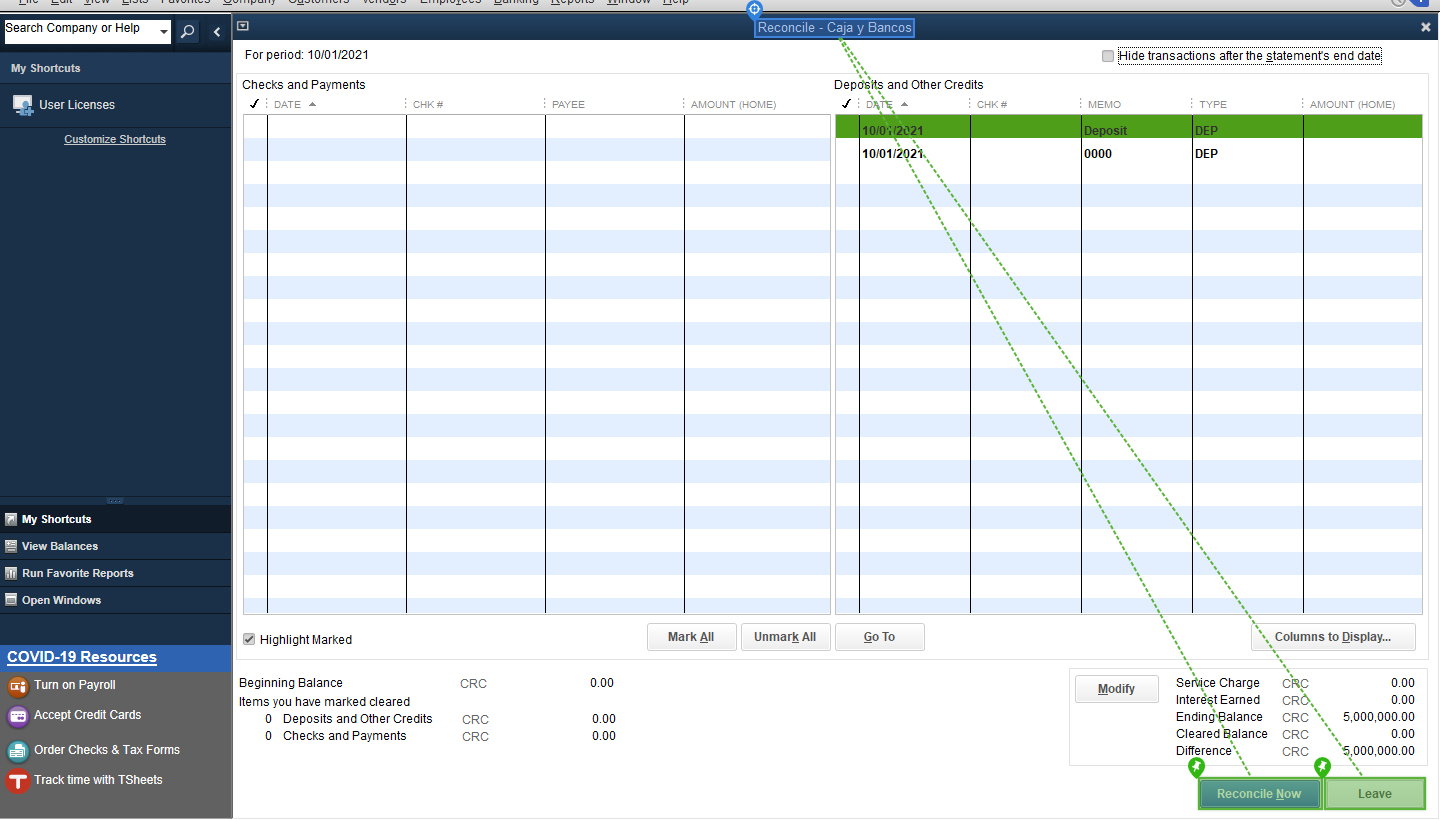 File Edit View Lists Favorites Company Customers Vendors Employees Banking Reports Window Help
Search Company or Help
Reconcile - Caja y Bancos
My Shortcuts
User Licenses
Customize Shortcuts
My Shortcuts
View Balances
Run Favorite Reports
Open Windows
COVID-19 Resources
Turn on Payroll
Accept Credit Cards
Order Checks & Tax Forms
Track time with TSheets
For period: 10/01/2021
Hide transactions after the statement's end date
Checks and Payments
DATE CHK # PAYEE AMOUNT (HOME)
Deposits and Other Credits
DATE CHK # MEMO TYPE AMOUNT (HOME)
10/01/2021 Deposit DEP
10/01/2021 0000 DEP
Highlight Marked
Mark All
Unmark All
Go To
Columns to Display...
Beginning Balance CRC 0.00
Items you have marked cleared
0 Deposits and Other Credits CRC 0.00
0 Checks and Payments CRC 0.00
Modify
Service Charge CRC 0.00
Interest Earned CRC 0.00
Ending Balance CRC 5,000,000.00
Cleared Balance CRC 0.00
Difference CRC 5,000,000.00
Reconcile Now
Leave